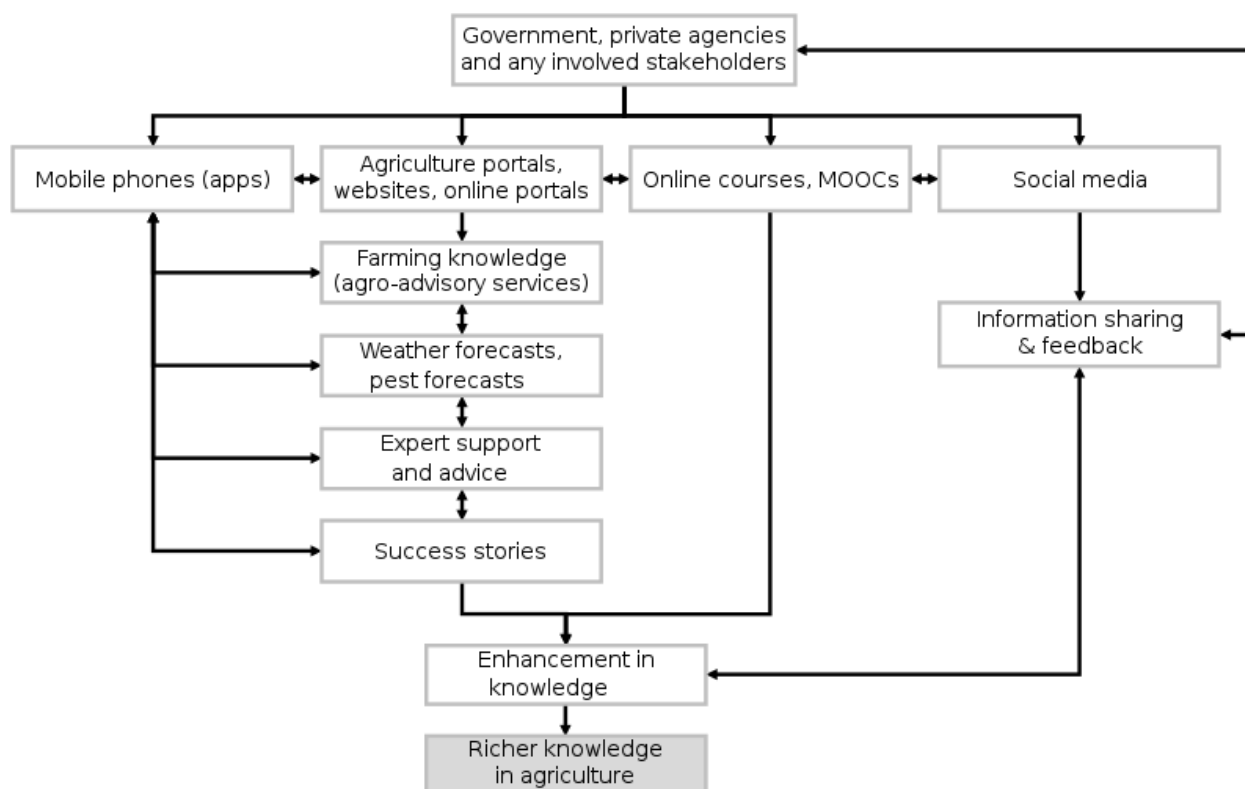 Government, private agencies
and any involved stakeholders
Mobile phones (apps)
Agriculture portals,
websites, online portals
Online courses, MOOCs
Social media
Farming knowledge
(agro-advisory services)
Information sharing
& feedback
Weather forecasts,
pest forecasts
Expert support
and advice
Success stories
Enhancement in
knowledge
Richer knowledge
in agriculture